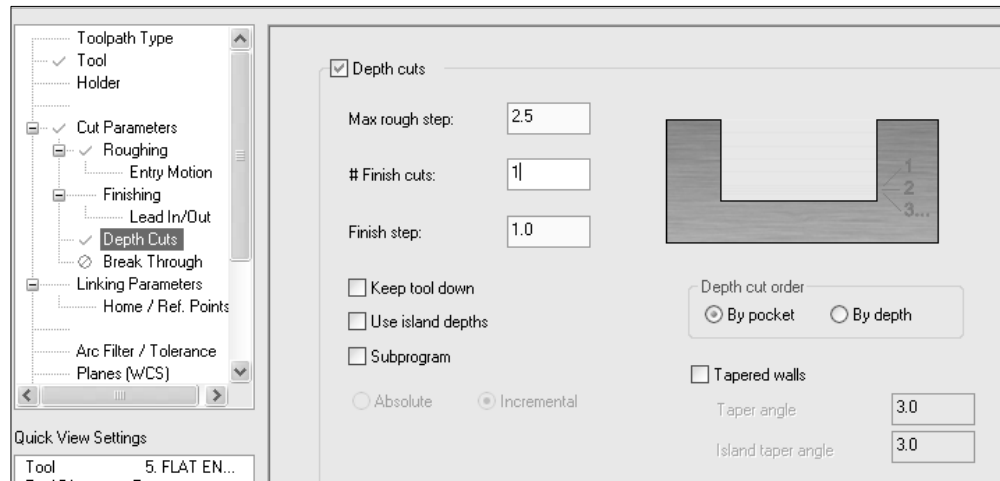 Toolpath Type
Tool
Holder
Cut Parameters
Roughing
Entry Motion
Finishing
Lead In/Out
Depth Cuts
Break Through
Linking Parameters
Home / Ref. Points
Arc Filter / Tolerance
Planes (WCS)
Quick View Settings
Tool 5. FLAT EN...
Depth cuts
Max rough step: 2.5
# Finish cuts: 1
Finish step: 1.0
1
2
3...
Keep tool down
Use island depths
Subprogram
Absolute Incremental
Depth cut order
By pocket By depth
Tapered walls
Taper angle 3.0
Island taper angle 3.0